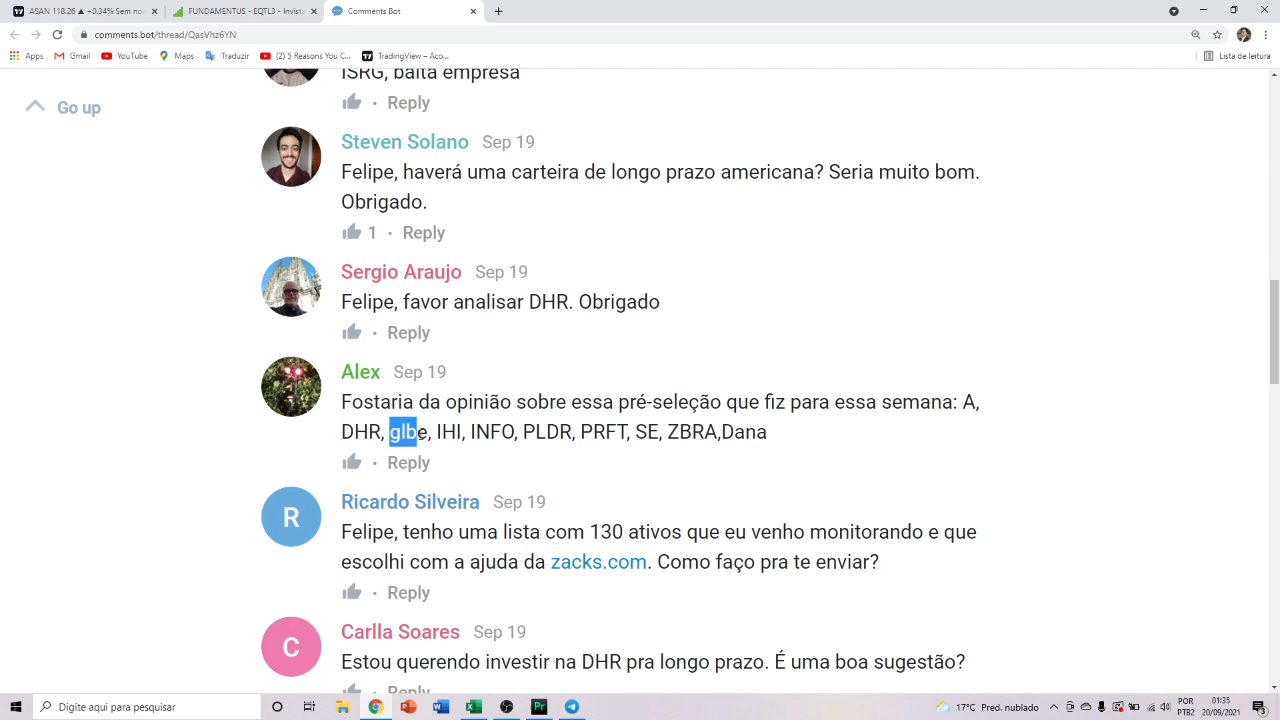 ASAN 118.26 ▲ +0.34% Sem no
FUNDAMENTUS - EQTL3 - Invist
Comments Bot
comments.bot/thread/QasVhz6YN
Apps
Gmail
YouTube
Maps
Traduzir
(2) 5 Reasons You C...
TradingView – Aco...
Lista de leitura
Go up
ISRG, baita empresa
Reply
Steven Solano Sep 19
Felipe, haverá uma carteira de longo prazo americana? Seria muito bom.
Obrigado.
1 · Reply
Sergio Araujo Sep 19
Felipe, favor analisar DHR. Obrigado
Reply
Alex Sep 19
Fostaria da opinião sobre essa pré-seleção que fiz para essa semana: A,
DHR, glbe, IHI, INFO, PLDR, PRFT, SE, ZBRA,Dana
Reply
R Ricardo Silveira Sep 19
Felipe, tenho uma lista com 130 ativos que eu venho monitorando e que
escolhi com a ajuda da zacks.com. Como faço pra te enviar?
Reply
C Carlla Soares Sep 19
Estou querendo investir na DHR pra longo prazo. É uma boa sugestão?
Reply
Digite aqui para pesquisar
17°C Pred. nublado
POR
PTB2
01:35
20/09/2021